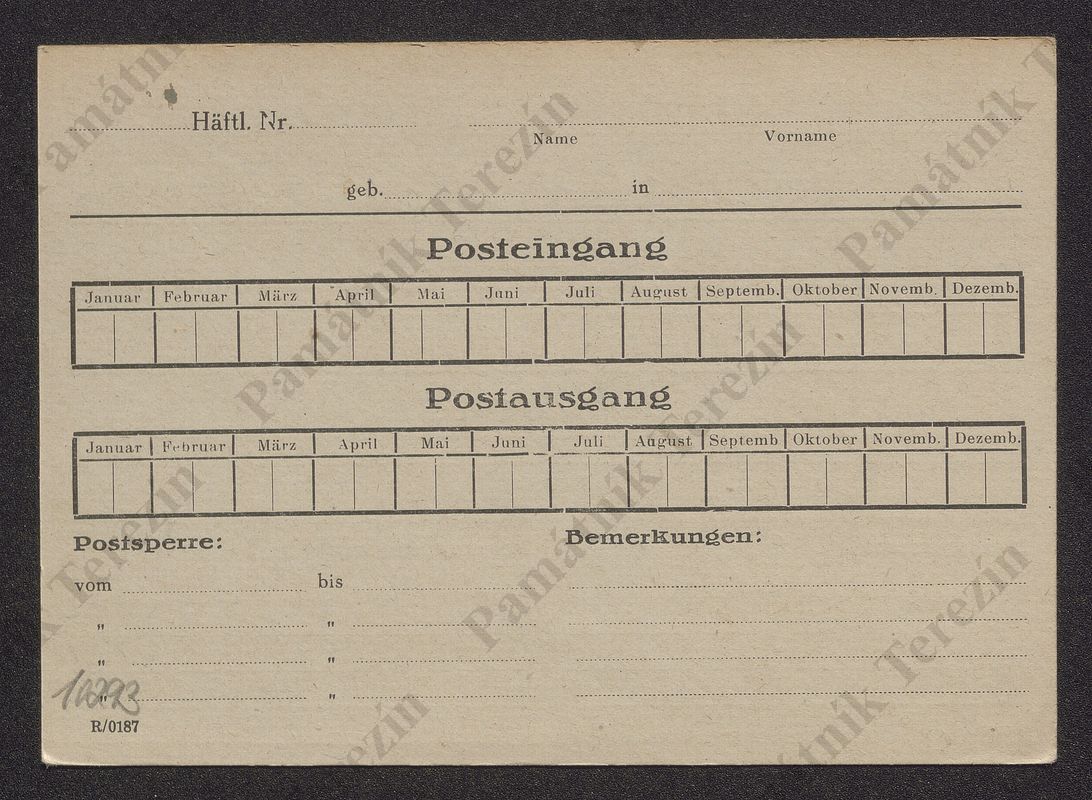 Häftl. Nr.
Name Vorname
geb. in
Posteingang
Januar Februar März April Mai Juni Juli August Septemb. Oktober Novemb. Dezemb.
Postausgang
Januar Februar März April Mai Juni Juli August Septemb Oktober Novemb. Dezemb.
Postsperre: Bemerkungen:
vom bis
" "
" "
" "
R/0187
Památník Terezín